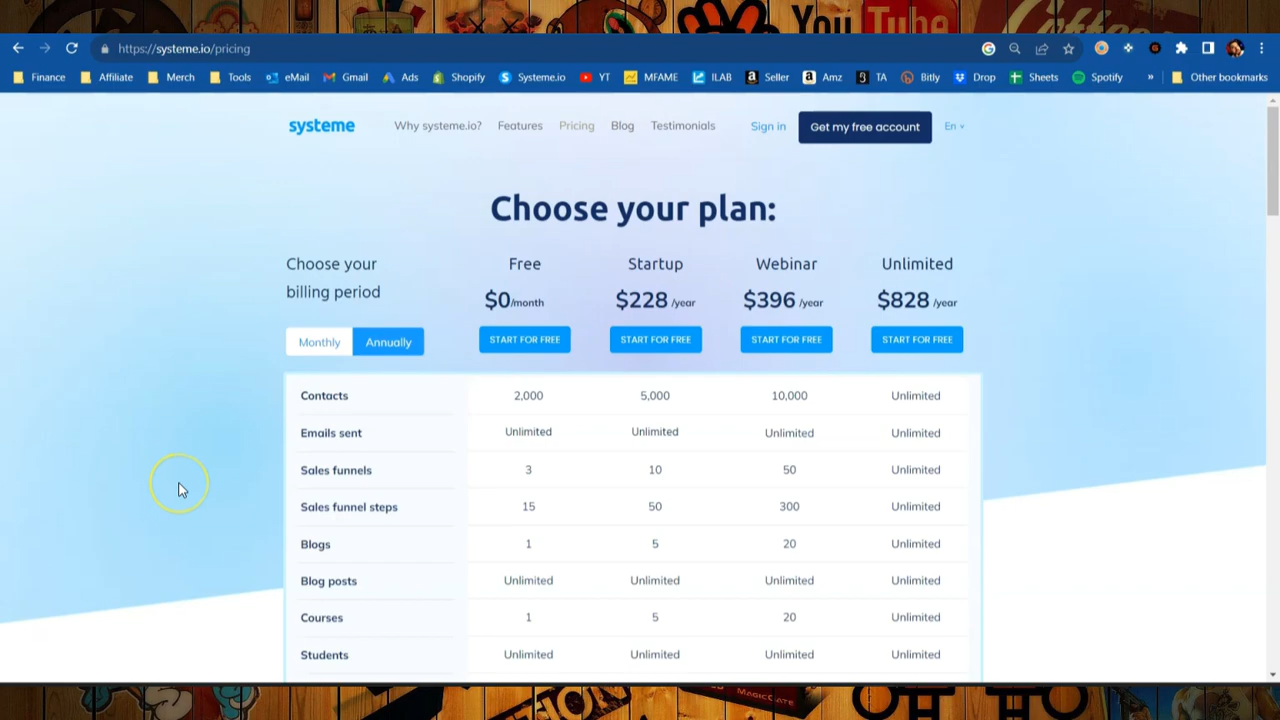 You Tube
https://systeme.io/pricing
Finance Affiliate Merch Tools eMail Gmail Ads Shopify Systeme.io YT MFAME ILAB Seller Amz TA Bitly Drop Sheets Spotify » Other bookmarks
systeme Why systeme.io? Features Pricing Blog Testimonials Sign in Get my free account En
Choose your plan:
Choose your
billing period
Monthly Annually
Free Startup Webinar Unlimited
$0/month $228 /year $396 /year $828 /year
START FOR FREE START FOR FREE START FOR FREE START FOR FREE
Contacts 2,000 5,000 10,000 Unlimited
Emails sent Unlimited Unlimited Unlimited Unlimited
Sales funnels 3 10 50 Unlimited
Sales funnel steps 15 50 300 Unlimited
Blogs 1 5 20 Unlimited
Blog posts Unlimited Unlimited Unlimited Unlimited
Courses 1 5 20 Unlimited
Students Unlimited Unlimited Unlimited Unlimited